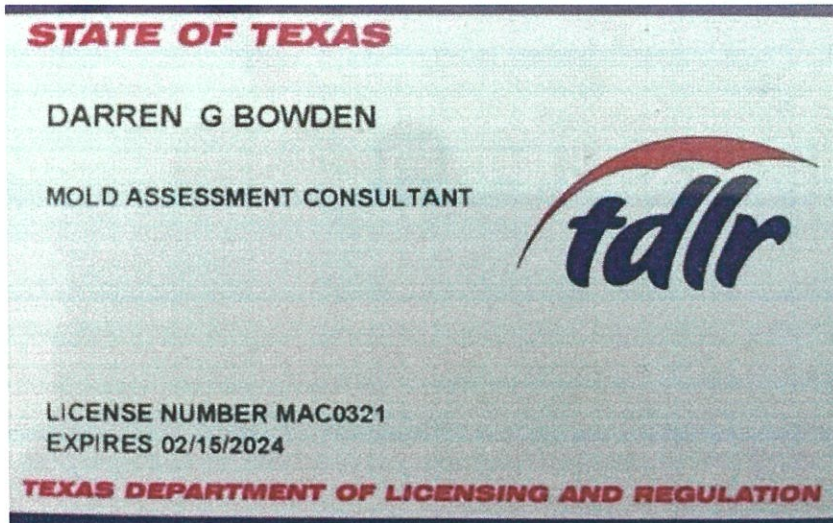 STATE OF TEXAS
DARREN G BOWDEN
MOLD ASSESSMENT CONSULTANT
tdlr
LICENSE NUMBER MAC0321
EXPIRES 02/15/2024
TEXAS DEPARTMENT OF LICENSING AND REGULATION